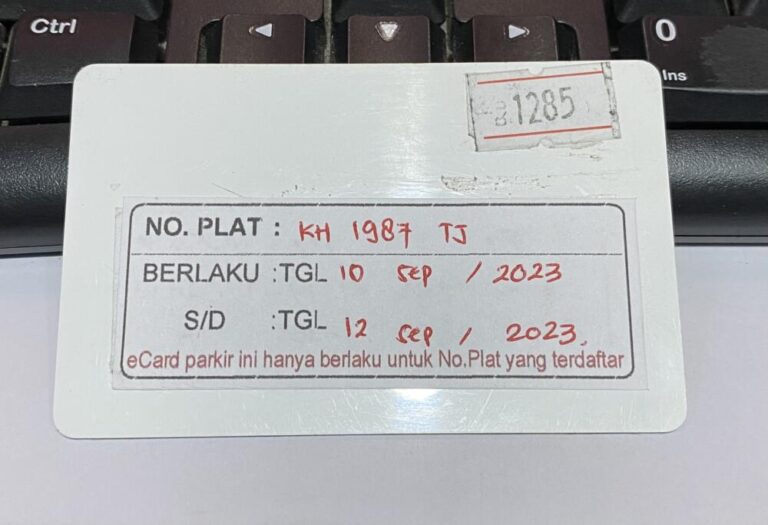 Ctrl
0
Ins
1285
NO. PLAT : KH 1987 TJ
BERLAKU :TGL 10 SEP / 2023
S/D :TGL 12 SEP / 2023
eCard parkir ini hanya berlaku untuk No.Plat yang terdaftar